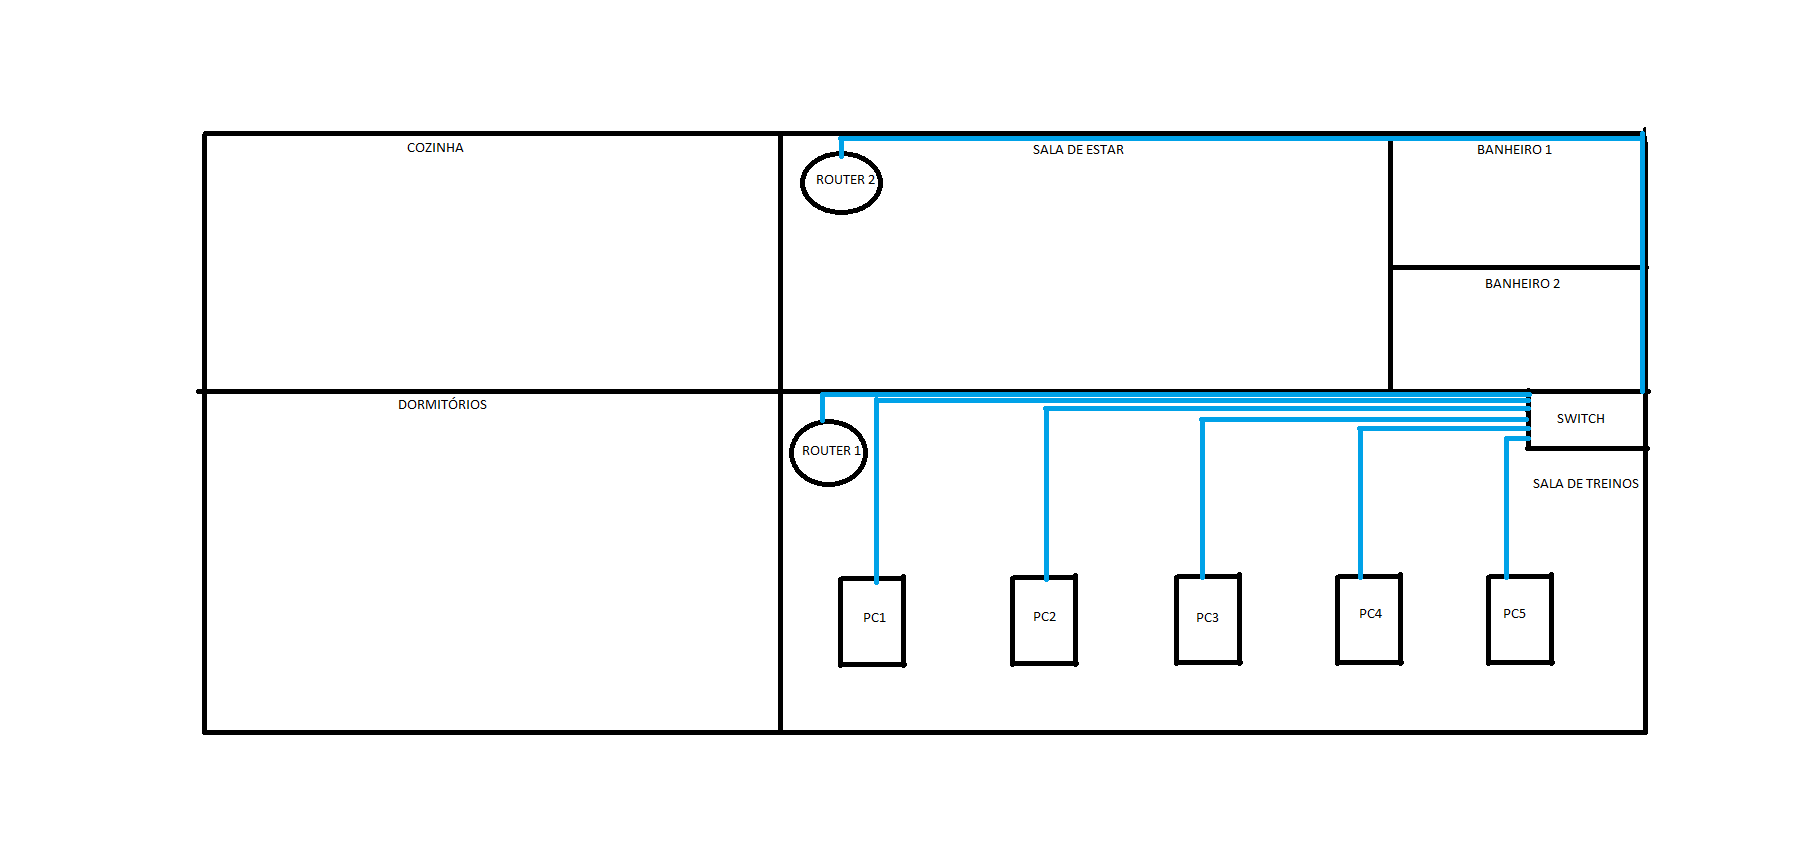 COZINHA
SALA DE ESTAR
BANHEIRO 1
ROUTER 2
BANHEIRO 2
DORMITÓRIOS
SWITCH
ROUTER 1
SALA DE TREINOS
PC1
PC2
PC3
PC4
PC5